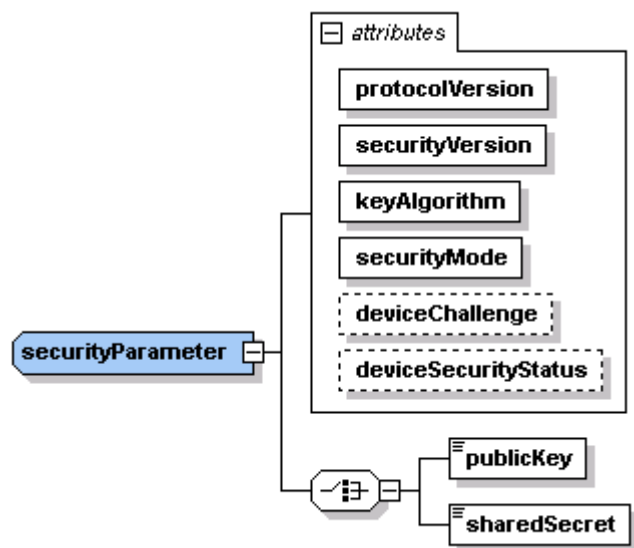 attributes
protocolVersion
securityVersion
keyAlgorithm
securityMode
deviceChallenge
securityParameter
deviceSecurityStatus
publicKey
sharedSecret